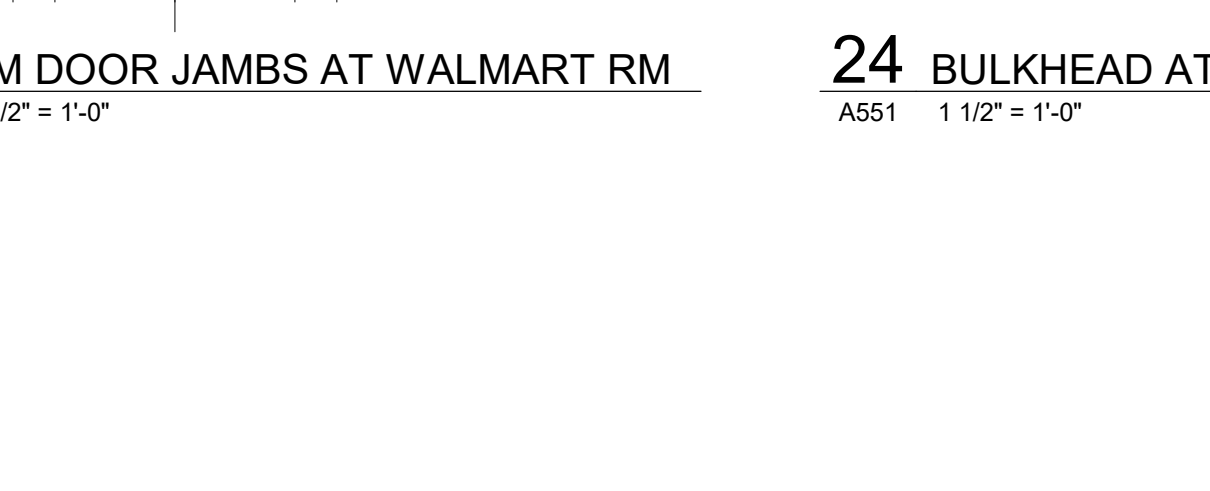 M DOOR JAMBS AT WALMART RM
/2" = 1'-0"
24 BULKHEAD AT
A551 1 1/2" = 1'-0"